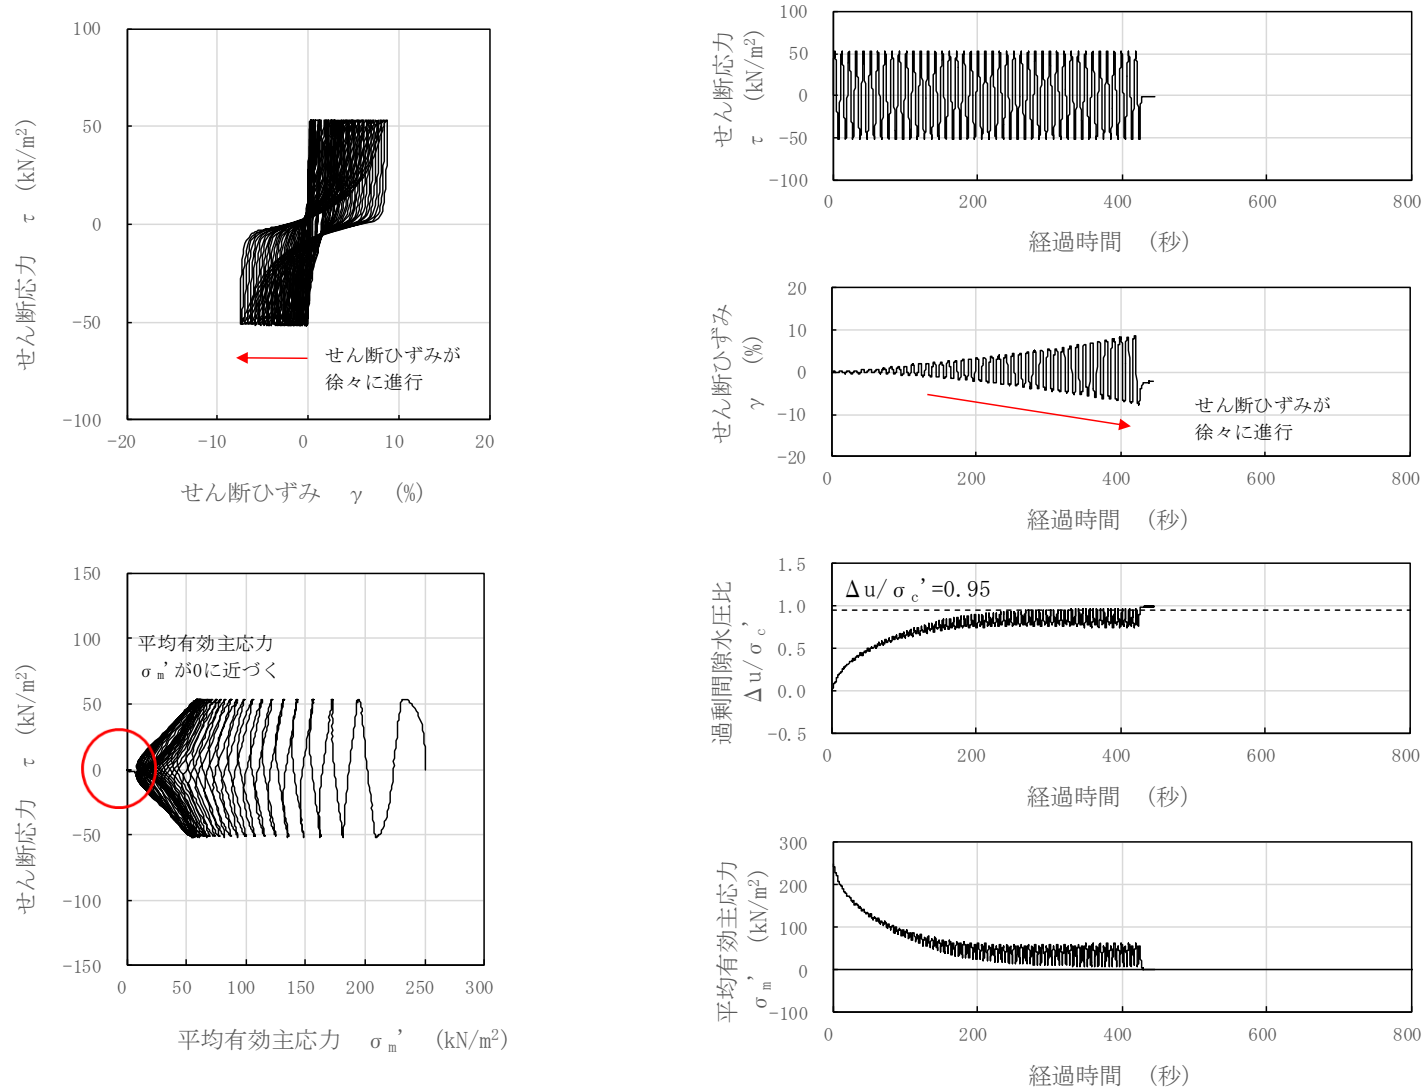 100
50
0
-50
-100
-20
-10
0
10
20
せん断応力 τ (kN/m²)
せん断ひずみ γ (%)
せん断ひずみが
徐々に進行
150
100
50
0
-50
-100
-150
0
50
100
150
200
250
300
せん断応力 τ (kN/m²)
平均有効主応力 σm' (kN/m²)
平均有効主応力
σm'が0に近づく
100
50
0
-50
-100
0
200
400
600
800
せん断応力
τ (kN/m²)
経過時間 (秒)
20
10
0
-10
-20
0
200
400
600
800
せん断ひずみ
γ (%)
経過時間 (秒)
せん断ひずみが
徐々に進行
1.5
1.0
0.5
0.0
-0.5
0
200
400
600
800
過剰間隙水圧比
Δu/σc'
経過時間 (秒)
Δu/σc'=0.95
300
200
100
0
-100
0
200
400
600
800
平均有効主応力
σm' (kN/m²)
経過時間 (秒)